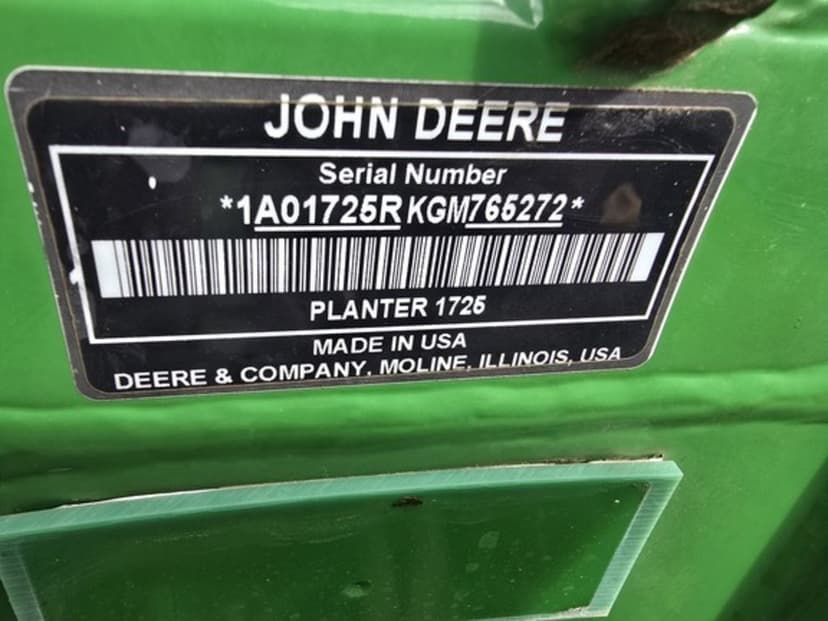 JOHN DEERE
Serial Number
*1A01725RKGM765272*
PLANTER 1725
MADE IN USA
DEERE & COMPANY, MOLINE, ILLINOIS, USA